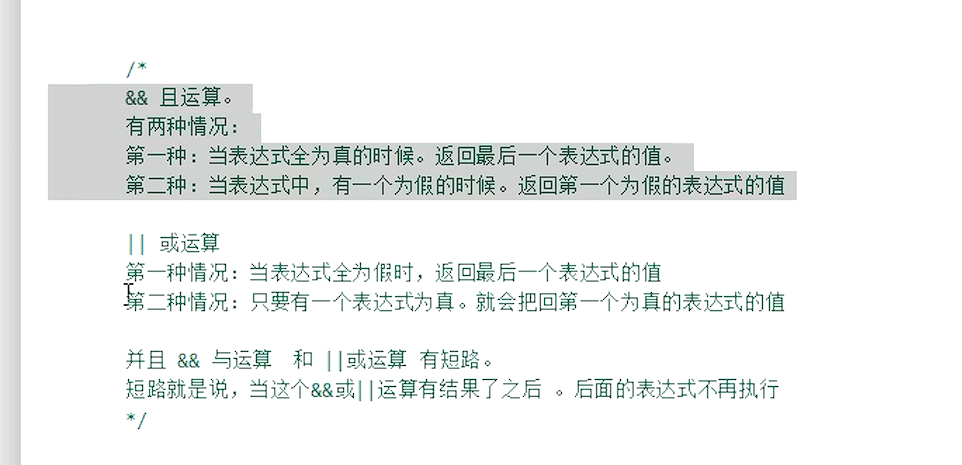 /*
&& 且运算。
有两种情况：
第一种：当表达式全为真的时候。返回最后一个表达式的值。
第二种：当表达式中，有一个为假的时候。返回第一个为假的表达式的值
|| 或运算
第一种情况：当表达式全为假时，返回最后一个表达式的值
第二种情况：只要有一个表达式为真。就会把回第一个为真的表达式的值
并且 && 与运算  和 ||或运算 有短路。
短路就是说，当这个&&或||运算有结果了之后 。后面的表达式不再执行
*/